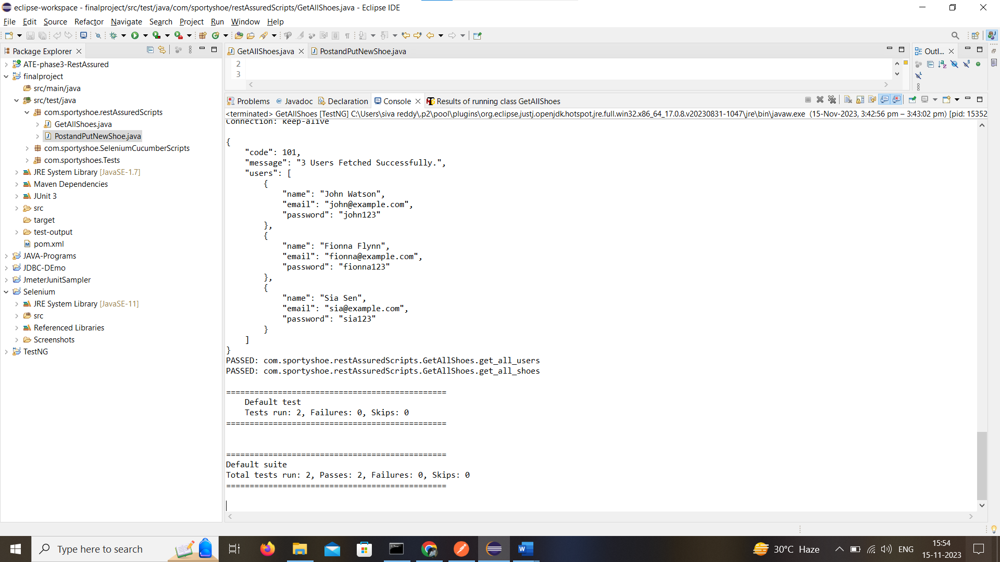 eclipse-workspace - finalproject/src/test/java/com/sportyshoe/restAssuredScripts/GetAllShoes.java - Eclipse IDE
File Edit Source Refactor Navigate Search Project Run Window Help
Package Explorer
ATE-phase3-RestAssured
finalproject
src/main/java
src/test/java
com.sportyshoe.restAssuredScripts
GetAllShoes.java
PostandPutNewShoe.java
com.sportyshoe.SeleniumCucumberScripts
com.sportyshoes.Tests
JRE System Library [JavaSE-1.7]
Maven Dependencies
JUnit 3
src
target
test-output
pom.xml
JAVA-Programs
JDBC-DEmo
JmeterJunitSampler
Selenium
JRE System Library [JavaSE-11]
src
Referenced Libraries
Screenshots
TestNG
GetAllShoes.java PostandPutNewShoe.java
2
3
Outl...
Problems @ Javadoc Declaration Console Results of running class GetAllShoes
<terminated> GetAllShoes [TestNG] C:\Users\siva reddy\.p2\pool\plugins\org.eclipse.justj.openjdk.hotspot.jre.full.win32.x86_64_17.0.8.v20230831-1047\jre\bin\javaw.exe (15-Nov-2023, 3:42:56 pm – 3:43:02 pm) [pid: 15352
Connection: keep-alive
{
"code": 101,
"message": "3 Users Fetched Successfully.",
"users": [
{
"name": "John Watson",
"email": "john@example.com",
"password": "john123"
},
{
"name": "Fionna Flynn",
"email": "fionna@example.com",
"password": "fionna123"
},
{
"name": "Sia Sen",
"email": "sia@example.com",
"password": "sia123"
}
]
}
PASSED: com.sportyshoe.restAssuredScripts.GetAllShoes.get_all_users
PASSED: com.sportyshoe.restAssuredScripts.GetAllShoes.get_all_shoes
===============================================
Default test
Tests run: 2, Failures: 0, Skips: 0
===============================================
===============================================
Default suite
Total tests run: 2, Passes: 2, Failures: 0, Skips: 0
===============================================
Type here to search
30°C Haze
ENG
15:54
15-11-2023